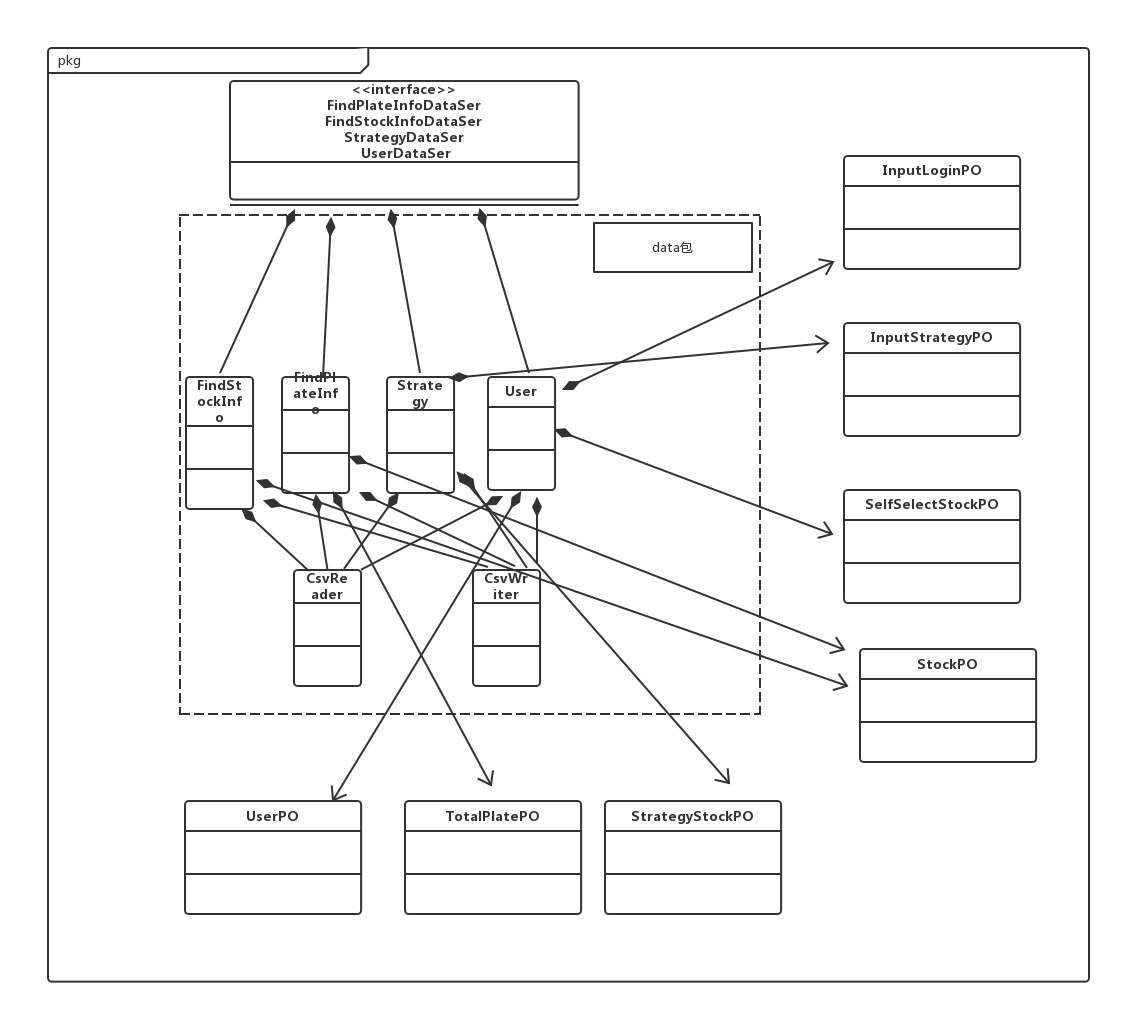 pkg
<<interface>>
FindPlateInfoDataSer
FindStockInfoDataSer
StrategyDataSer
UserDataSer
data包
InputLoginPO
InputStrategyPO
FindSt
ockInf
o
FindPl
ateInf
o
Strate
gy
User
SelfSelectStockPO
CsvRe
ader
CsvWr
iter
StockPO
UserPO
TotalPlatePO
StrategyStockPO